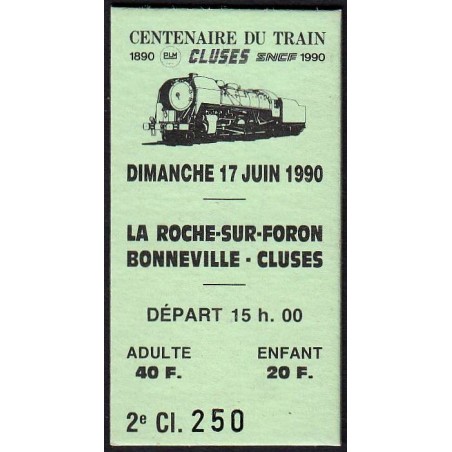 CENTENAIRE DU TRAIN
1890 PLM CLUSES SNCF 1990
DIMANCHE 17 JUIN 1990
LA ROCHE-SUR-FORON
BONNEVILLE - CLUSES
DÉPART 15 h. 00
ADULTE ENFANT
40 F. 20 F.
2e Cl. 250